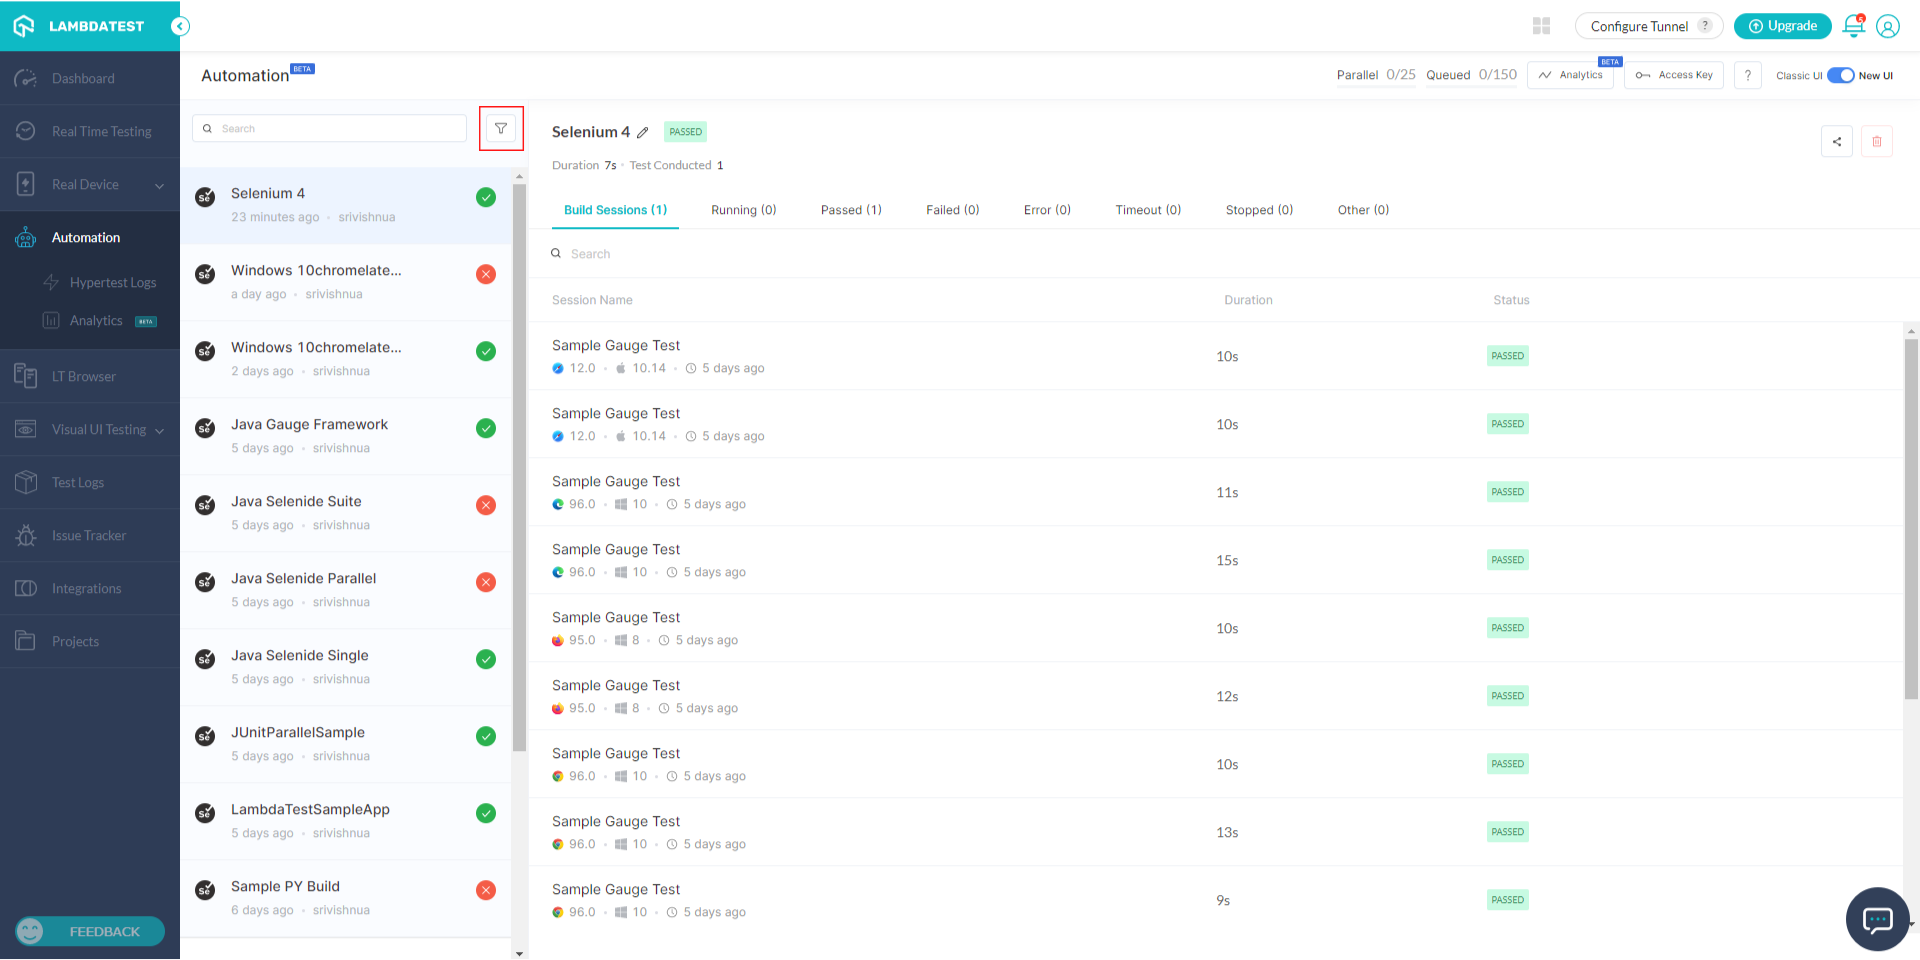 LAMBDATEST
Configure Tunnel ?
Upgrade
6
Dashboard
Real Time Testing
Real Device
Automation
Hypertest Logs
Analytics BETA
LT Browser
Visual UI Testing
Test Logs
Issue Tracker
Integrations
Projects
FEEDBACK
Automation BETA
Parallel 0/25 Queued 0/150
Analytics BETA
Access Key
?
Classic UI New UI
Search
Selenium 4
23 minutes ago • srivishnua
Windows 10chromelate...
a day ago • srivishnua
Windows 10chromelate...
2 days ago • srivishnua
Java Gauge Framework
5 days ago • srivishnua
Java Selenide Suite
5 days ago • srivishnua
Java Selenide Parallel
5 days ago • srivishnua
Java Selenide Single
5 days ago • srivishnua
JUnitParallelSample
5 days ago • srivishnua
LambdaTestSampleApp
5 days ago • srivishnua
Sample PY Build
6 days ago • srivishnua
Selenium 4 PASSED
Duration 7s • Test Conducted 1
Build Sessions (1) Running (0) Passed (1) Failed (0) Error (0) Timeout (0) Stopped (0) Other (0)
Search
Session Name Duration Status
Sample Gauge Test
12.0 • 10.14 • 5 days ago
10s PASSED
Sample Gauge Test
12.0 • 10.14 • 5 days ago
10s PASSED
Sample Gauge Test
96.0 • 10 • 5 days ago
11s PASSED
Sample Gauge Test
96.0 • 10 • 5 days ago
15s PASSED
Sample Gauge Test
95.0 • 8 • 5 days ago
10s PASSED
Sample Gauge Test
95.0 • 8 • 5 days ago
12s PASSED
Sample Gauge Test
96.0 • 10 • 5 days ago
10s PASSED
Sample Gauge Test
96.0 • 10 • 5 days ago
13s PASSED
Sample Gauge Test
96.0 • 10 • 5 days ago
9s PASSED